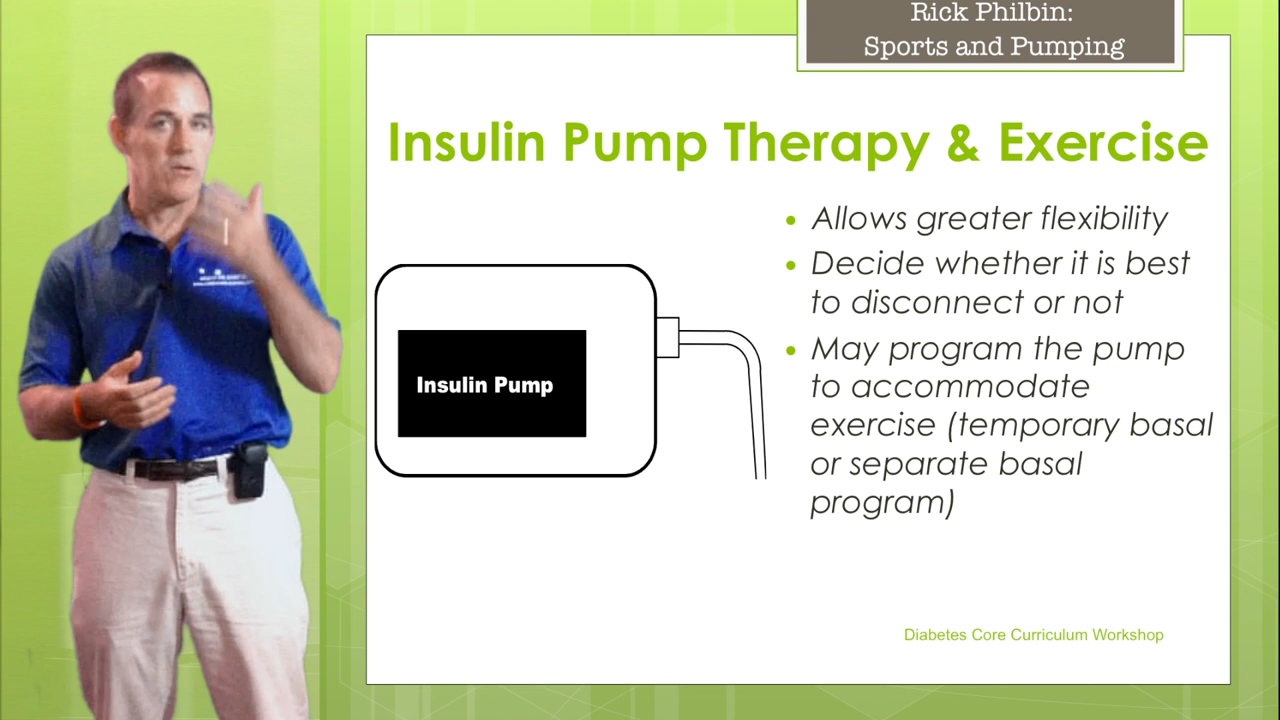 Rick Philbin:
Sports and Pumping
Insulin Pump Therapy & Exercise
• Allows greater flexibility
• Decide whether it is best
to disconnect or not
• May program the pump
to accommodate
exercise (temporary basal
or separate basal
program)
Insulin Pump
Diabetes Core Curriculum Workshop